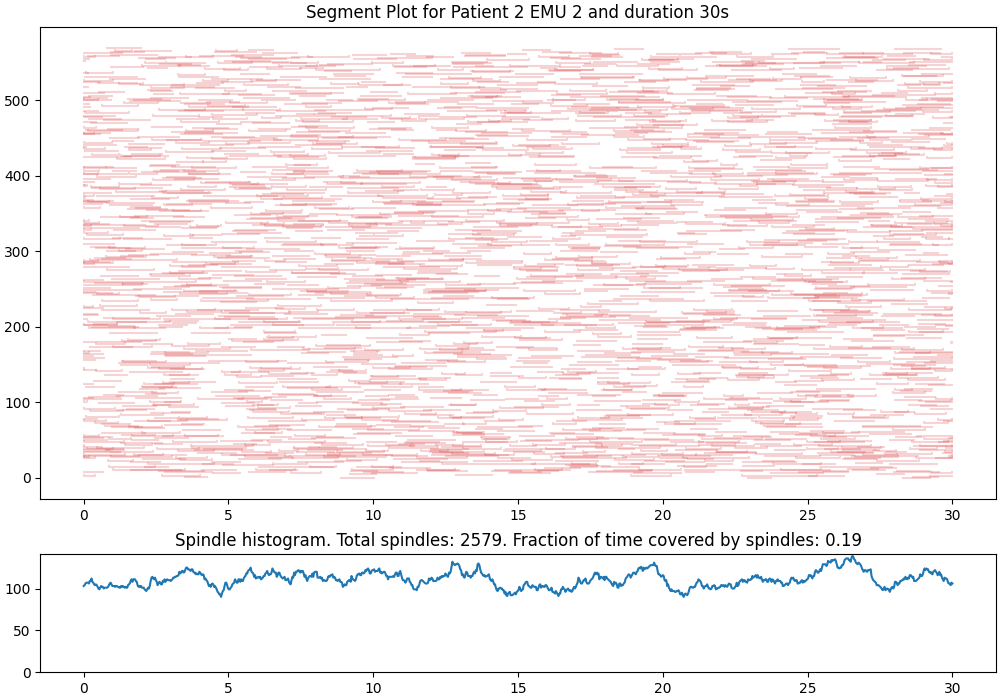 Segment Plot for Patient 2 EMU 2 and duration 30s
500
400
300
200
100
0
0 5 10 15 20 25 30
Spindle histogram. Total spindles: 2579. Fraction of time covered by spindles: 0.19
100
50
0
0 5 10 15 20 25 30